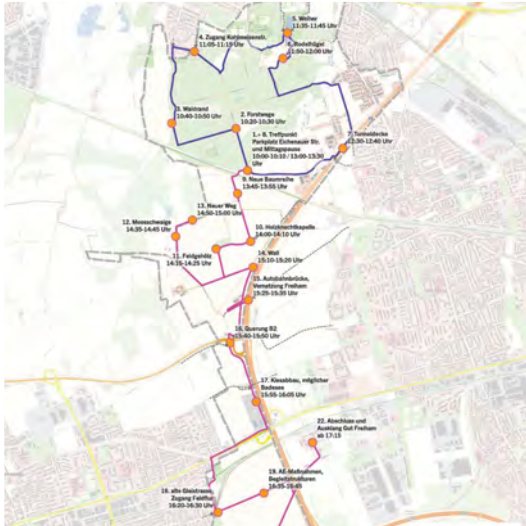 5. Weiher
11:35-11:45 Uhr
4. Zugang Kohlmeisenstr.
11:05-11:15 Uhr
6. Rodelhügel
11:50-12:00 Uhr
3. Waldrand
10:40-10:50 Uhr
2. Forstwege
10:20-10:30 Uhr
1.+ 8. Treffpunkt
Parkplatz Eichenauer Str.
und Mittagspause
10:00-10:10 / 13:00-13:30
Uhr
7. Tunneldecke
12:30-12:40 Uhr
9. Neue Baumreihe
13:45-13:55 Uhr
13. Neuer Weg
14:50-15:00 Uhr
12. Moosschwaige
14:35-14:45 Uhr
10. Holzknechtkapelle
14:00-14:10 Uhr
11. Feldgehölz
14:15-14:25 Uhr
14. Wall
15:10-15:20 Uhr
15. Autobahnbrücke,
Vernetzung Freiham
15:25-15:35 Uhr
16. Querung B2
15:40-15:50 Uhr
17. Kiesabbau, möglicher
Badesee
15:55-16:05 Uhr
22. Abschluss und
Ausklang Gut Freiham
ab 17:15
19. AE-Maßnahmen,
Begleitstrukturen
16:35-16:45
18. alte Gleistrasse,
Zugang Feldflur
16:20-16:30 Uhr